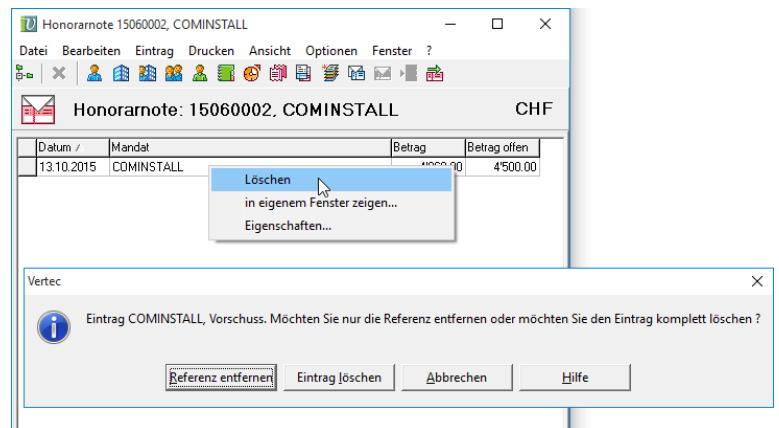 Honorarnote 15060002, COMINSTALL
Datei Bearbeiten Eintrag Drucken Ansicht Optionen Fenster ?
Honorarnote: 15060002, COMINSTALL CHF
Datum / Mandat Betrag Betrag offen
13.10.2015 COMINSTALL 4'500.00
Löschen
in eigenem Fenster zeigen...
Eigenschaften...
Vertec
Eintrag COMINSTALL, Vorschuss. Möchten Sie nur die Referenz entfernen oder möchten Sie den Eintrag komplett löschen ?
Referenz entfernen Eintrag löschen Abbrechen Hilfe